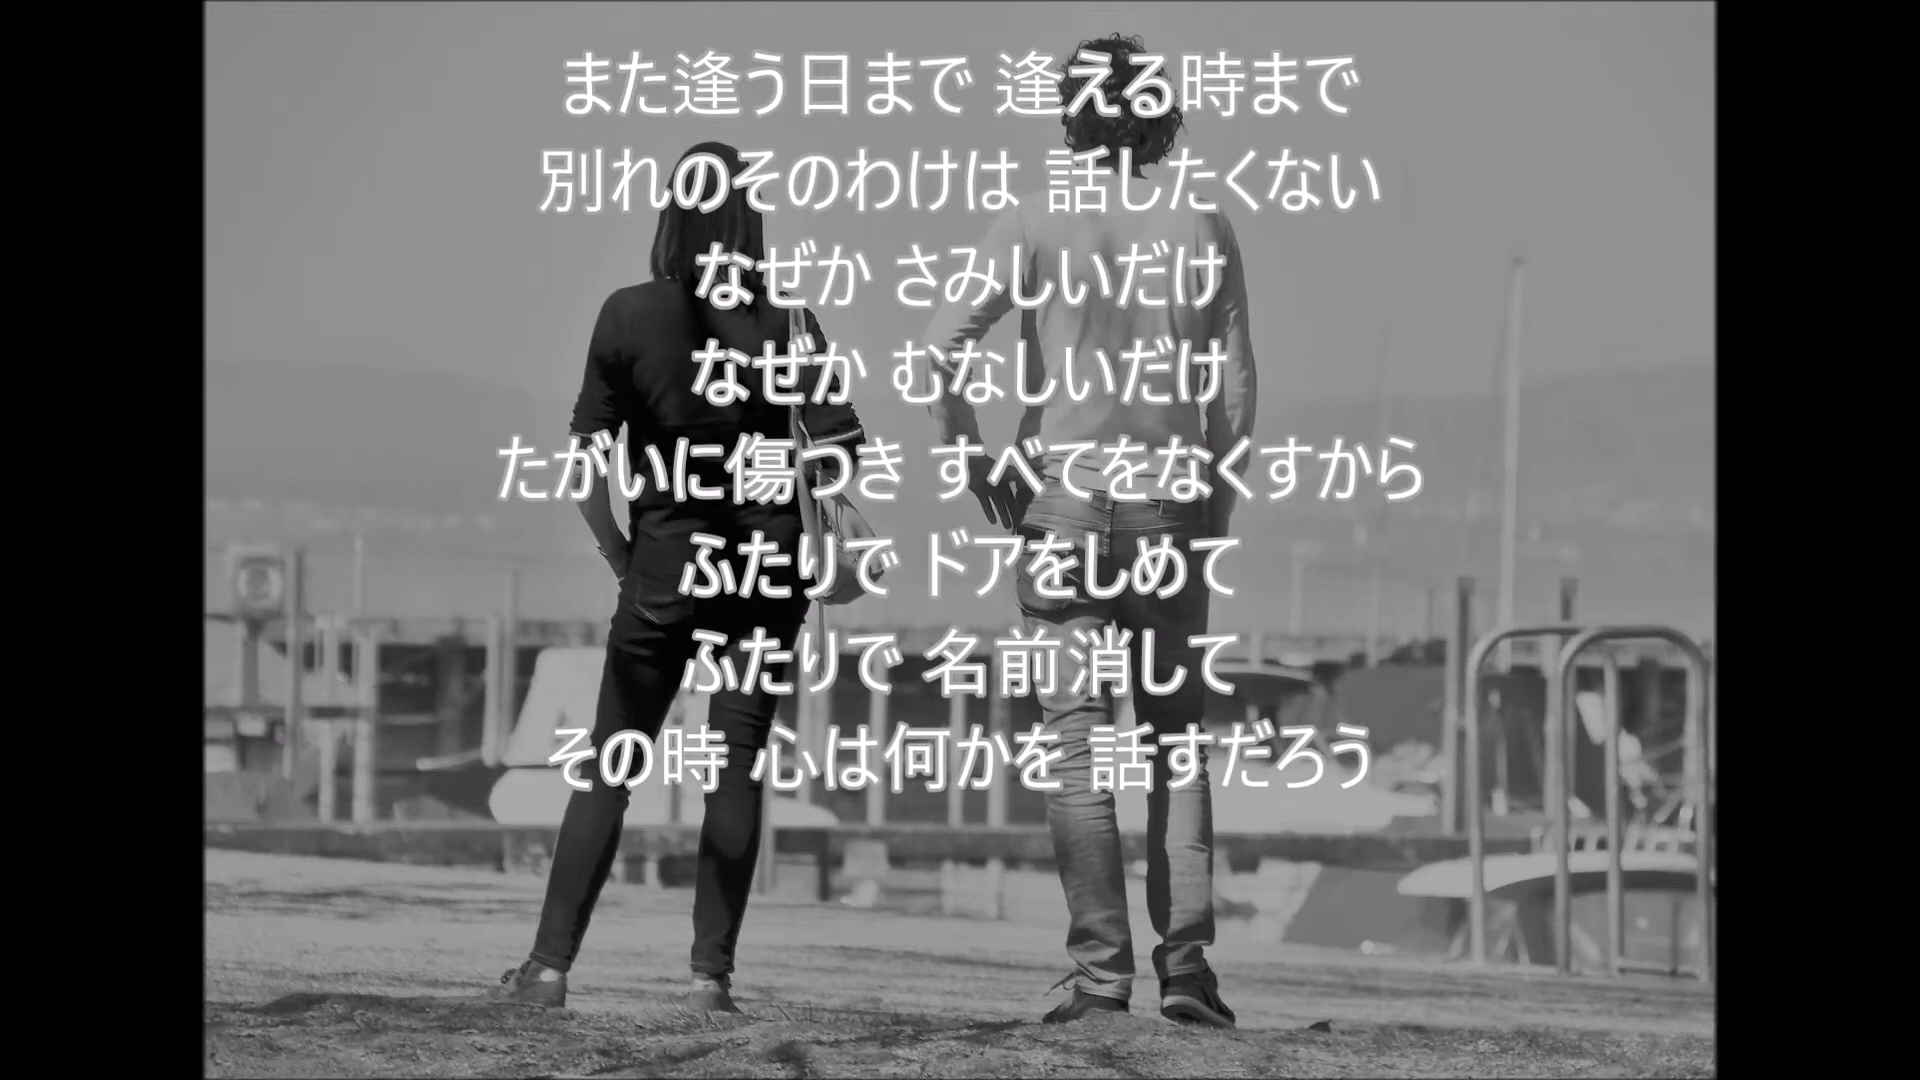 また逢う日まで 逢える時まで
別れのそのわけは 話したくない
なぜか さみしいだけ
なぜか むなしいだけ
たがいに傷つき すべてをなくすから
ふたりで ドアをしめて
ふたりで 名前消して
その時 心は何かを 話すだろう